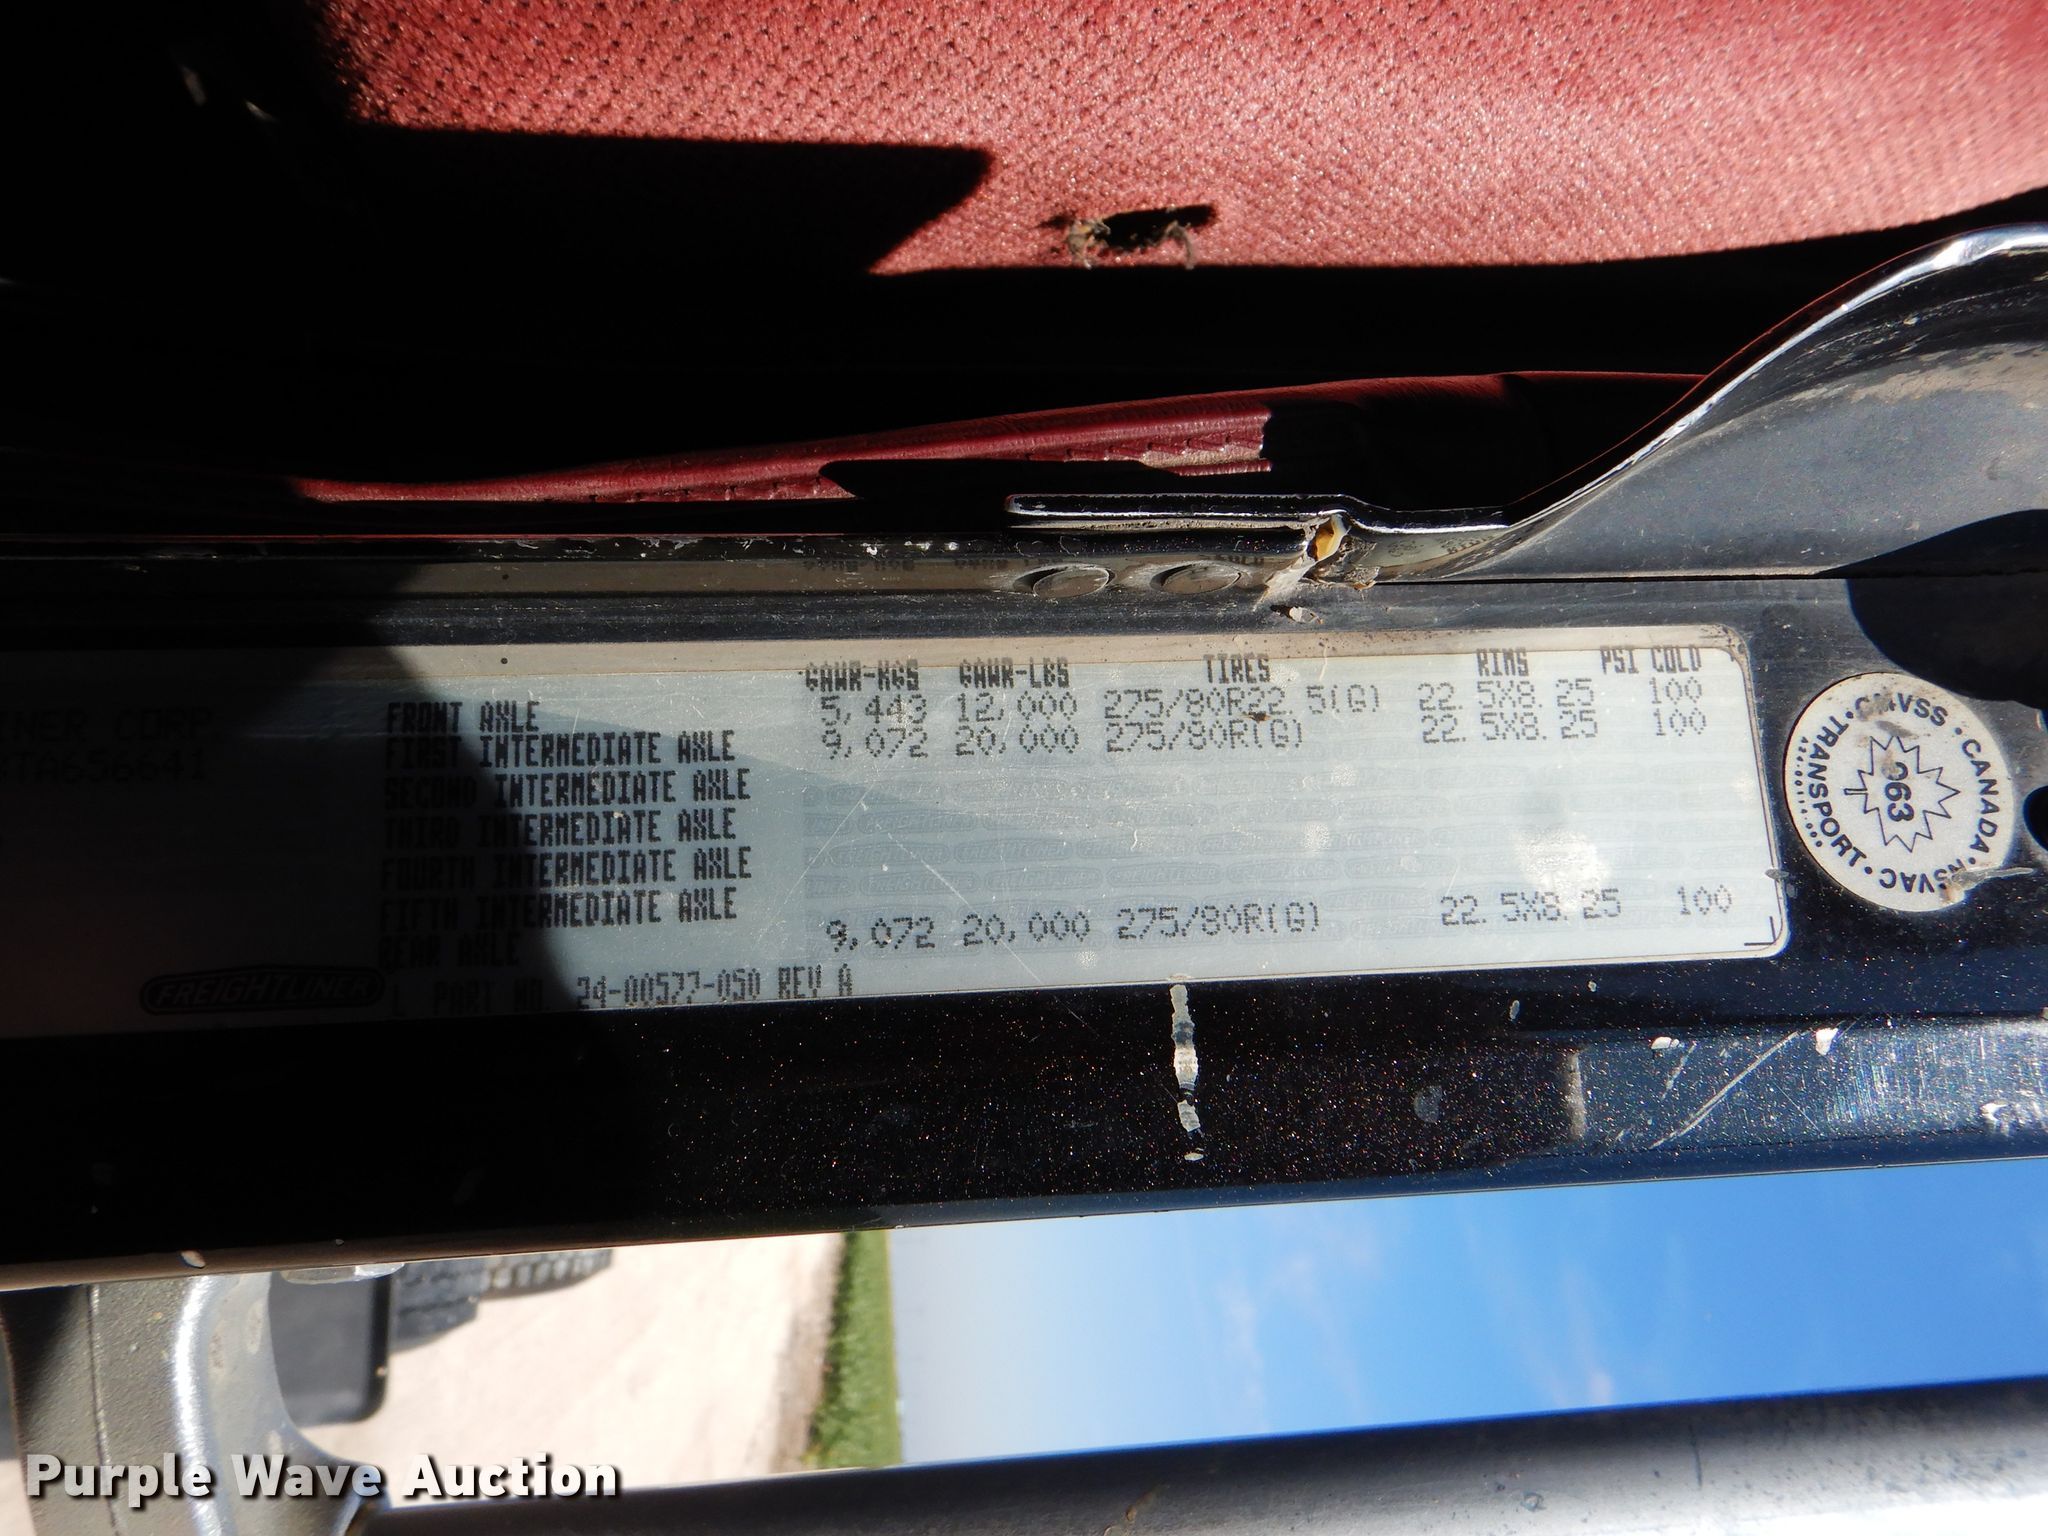 GAWR-KGS GAWR-LBS TIRES RIMS PSI COLD
FRONT AXLE 5,443 12,000 275/80R22.5(G) 22.5X8.25 100
FIRST INTERMEDIATE AXLE 9,072 20,000 275/80R(G) 22.5X8.25 100
SECOND INTERMEDIATE AXLE
THIRD INTERMEDIATE AXLE
FOURTH INTERMEDIATE AXLE
FIFTH INTERMEDIATE AXLE
REAR AXLE 9,072 20,000 275/80R(G) 22.5X8.25 100
INER CORP.
TA656641
FREIGHTLINER
PART NO. 24-00577-050 REV A
CMVSS • CANADA • NSVAC • TRANSPORT
963
Purple Wave Auction